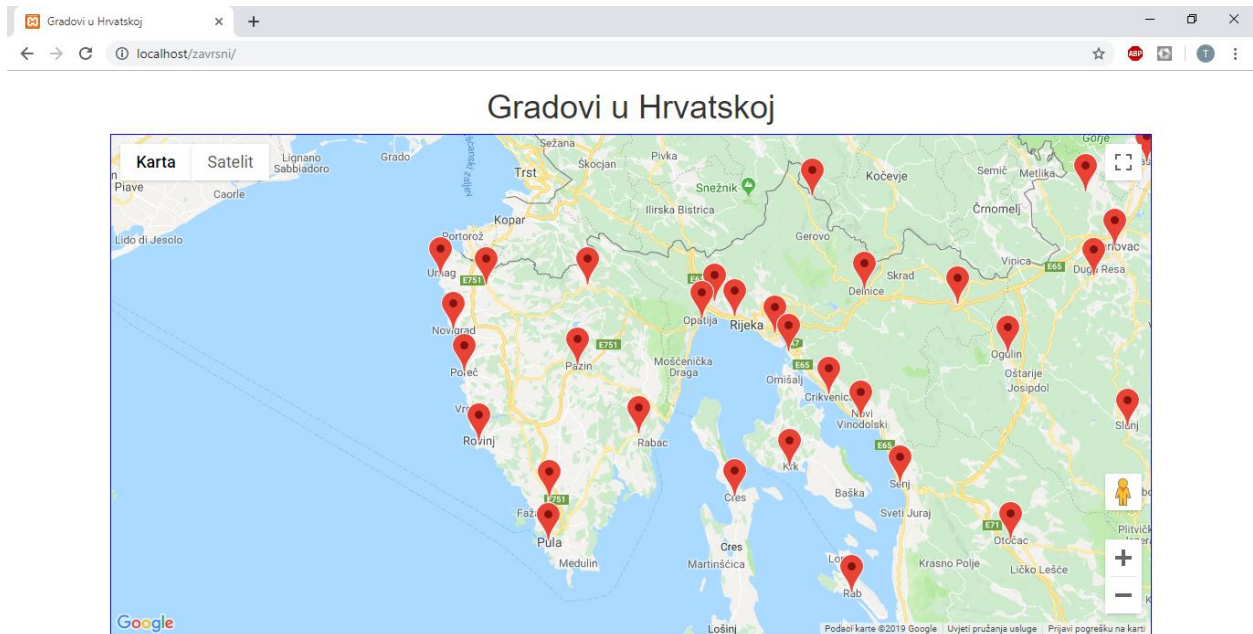 Gradovi u Hrvatskoj
localhost/zavrsni/
ABP
T
Gradovi u Hrvatskoj
Karta Satelit
Lignano Sabbiadoro
Grado
Sežana
Škocjan
Pivka
Gorje
Piave
Caorle
Trst
Snežnik
Kočevje
Semič
Metlika
Ilirska Bistrica
Črnomelj
Kopar
Lido di Jesolo
Portorož
Gerovo
Vinica
E65
Duga Resa
Umag
E751
Skrad
Delnice
Opatija
Rijeka
Novigrad
E751
Pazin
Poreč
Mošćenička
Draga
E65
Omišalj
Ogulin
Oštarije
Josipdol
Crikvenica
Novi
Vinodolski
Rovinj
Rabac
Slunj
E65
Krk
Cres
Baška
Senj
E751
Sveti Juraj
E71
Otočac
Pula
Medulin
Cres
Martinšćica
Krasno Polje
Ličko Lešće
Rab
Lošinj
Google
Podaci karte ©2019 Google
Uvjeti pružanja usluge
Prijavi pogrešku na karti